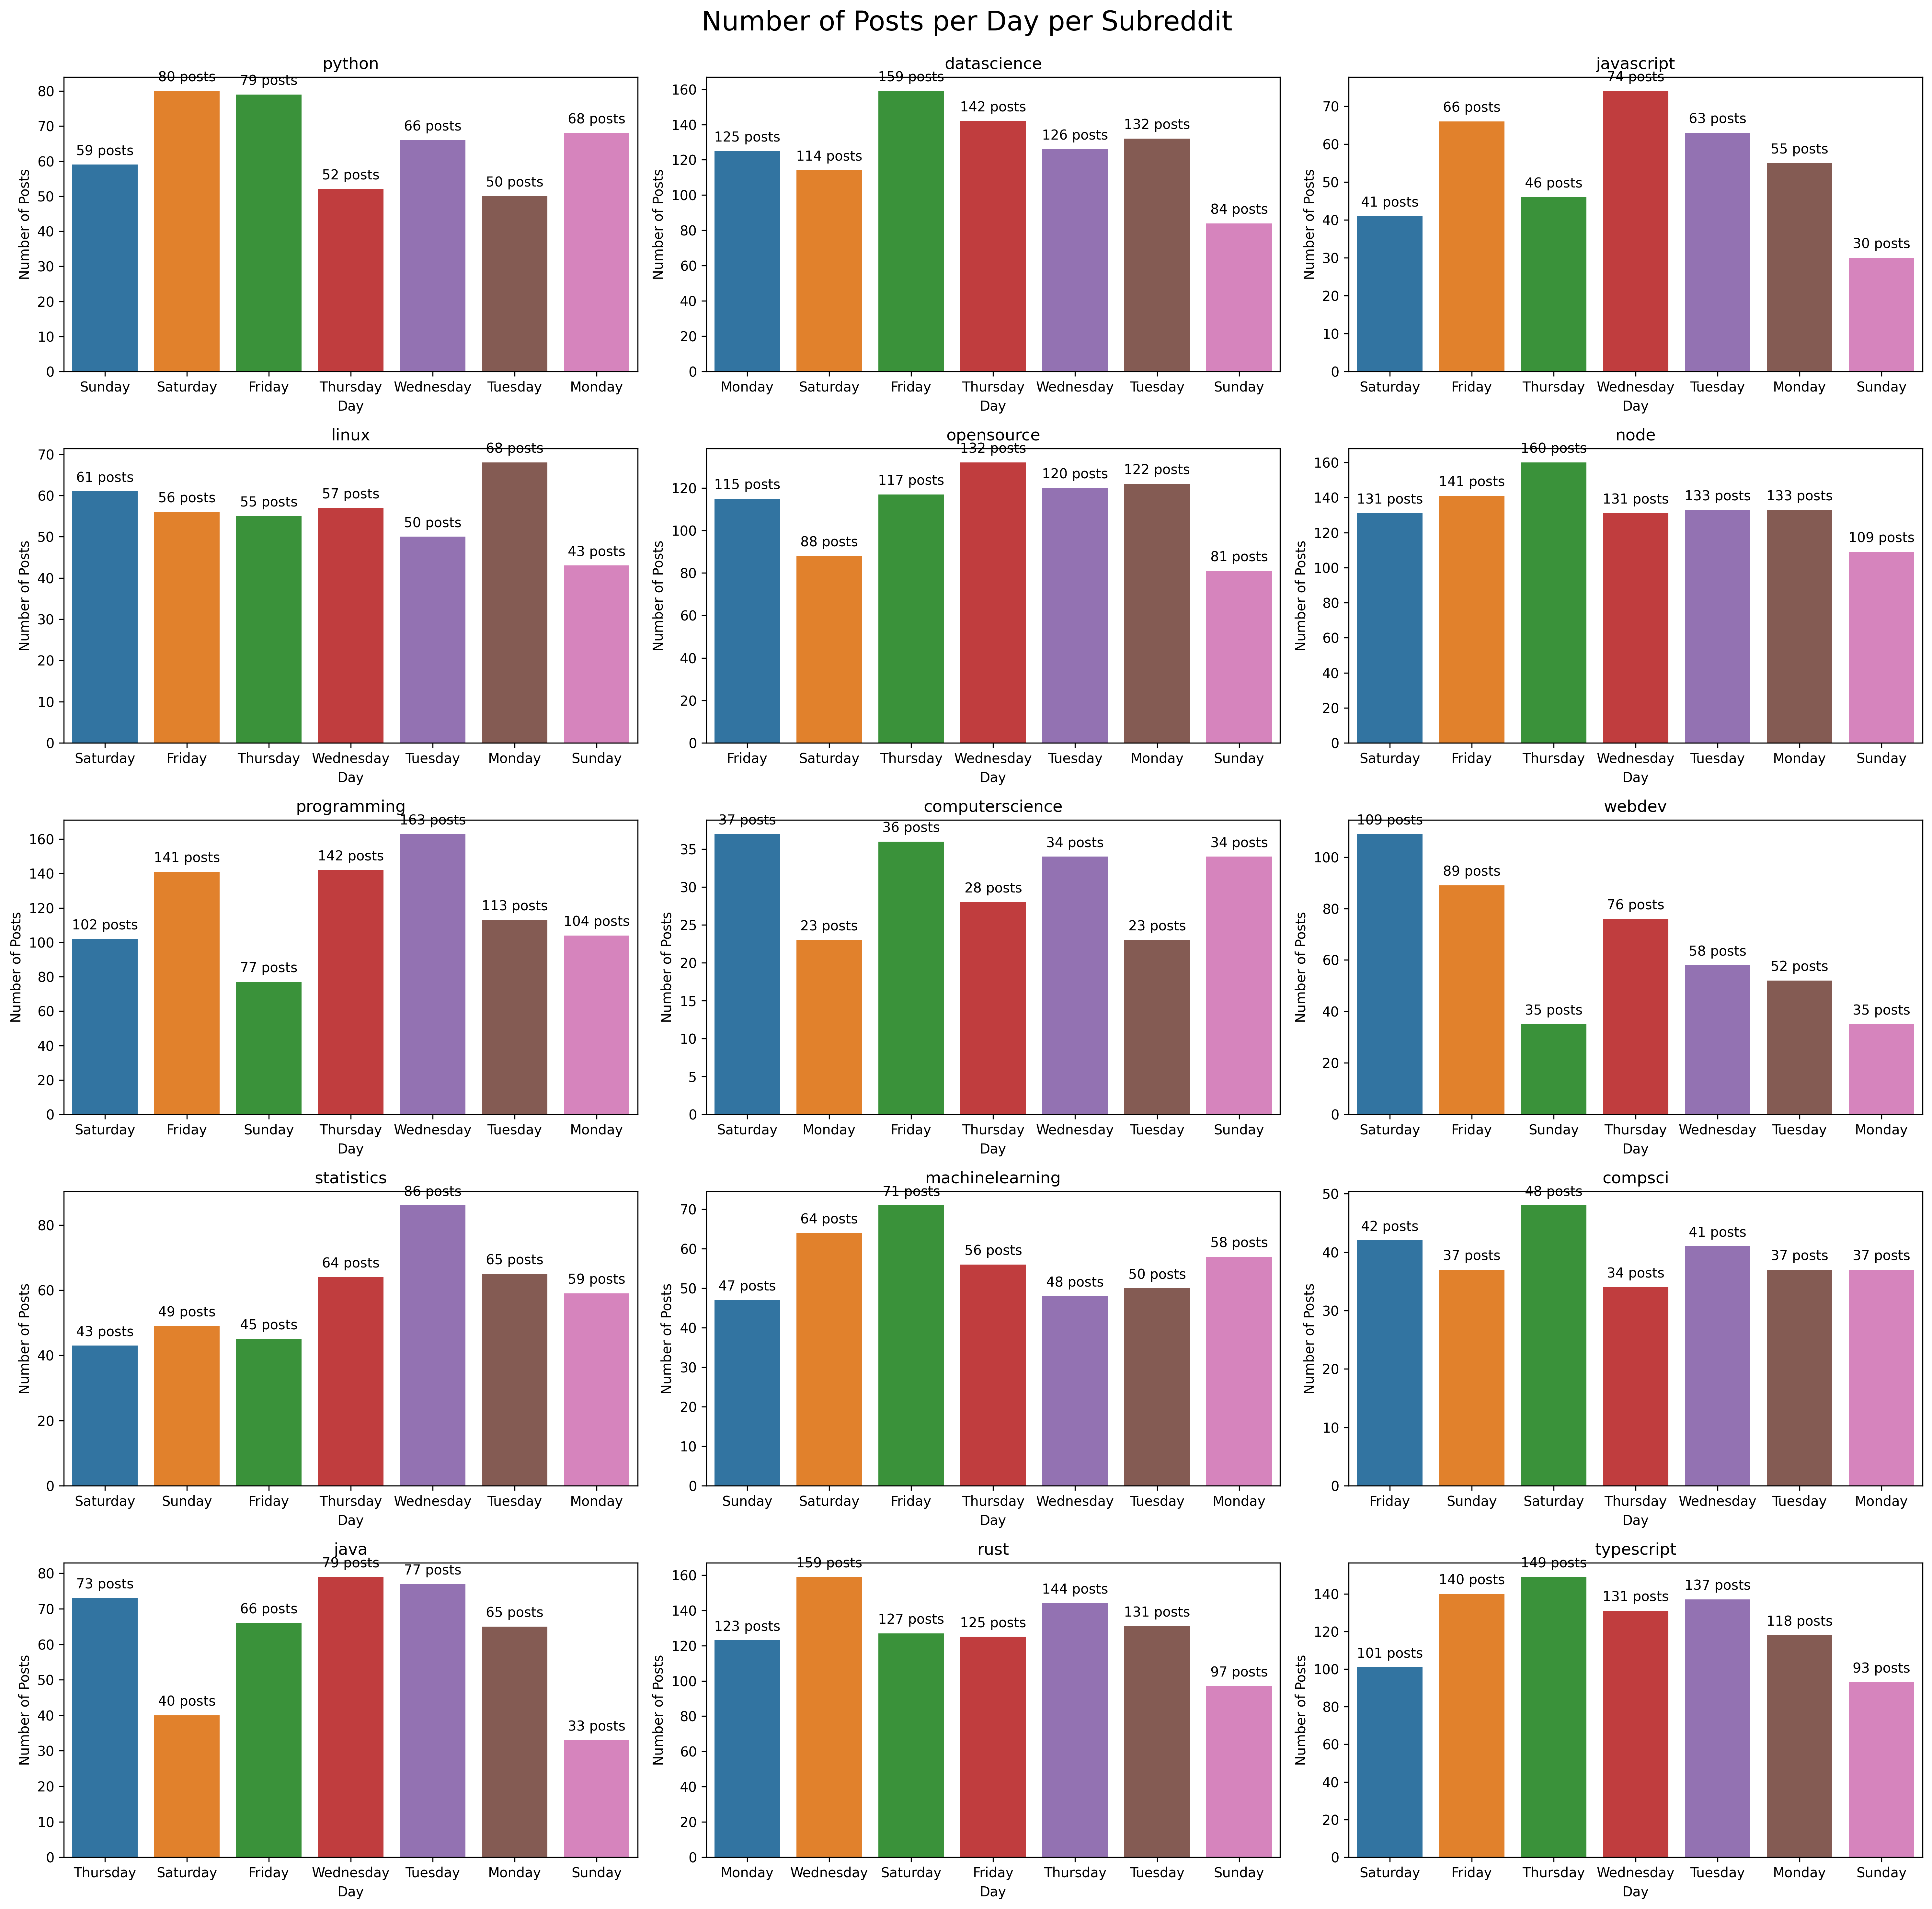 Number of Posts per Day per Subreddit
python
Number of Posts
80
70
60
50
40
30
20
10
0
59 posts
80 posts
79 posts
52 posts
66 posts
50 posts
68 posts
Sunday Saturday Friday Thursday Wednesday Tuesday Monday
Day
datascience
Number of Posts
160
140
120
100
80
60
40
20
0
125 posts
114 posts
159 posts
142 posts
126 posts
132 posts
84 posts
Monday Saturday Friday Thursday Wednesday Tuesday Sunday
Day
javascript
Number of Posts
70
60
50
40
30
20
10
0
41 posts
66 posts
46 posts
74 posts
63 posts
55 posts
30 posts
Saturday Friday Thursday Wednesday Tuesday Monday Sunday
Day
linux
Number of Posts
70
60
50
40
30
20
10
0
61 posts
56 posts
55 posts
57 posts
50 posts
68 posts
43 posts
Saturday Friday Thursday Wednesday Tuesday Monday Sunday
Day
opensource
Number of Posts
120
100
80
60
40
20
0
115 posts
88 posts
117 posts
132 posts
120 posts
122 posts
81 posts
Friday Saturday Thursday Wednesday Tuesday Monday Sunday
Day
node
Number of Posts
160
140
120
100
80
60
40
20
0
131 posts
141 posts
160 posts
131 posts
133 posts
133 posts
109 posts
Saturday Friday Thursday Wednesday Tuesday Monday Sunday
Day
programming
Number of Posts
160
140
120
100
80
60
40
20
0
102 posts
141 posts
77 posts
142 posts
163 posts
113 posts
104 posts
Saturday Friday Sunday Thursday Wednesday Tuesday Monday
Day
computerscience
Number of Posts
35
30
25
20
15
10
5
0
37 posts
23 posts
36 posts
28 posts
34 posts
23 posts
34 posts
Saturday Monday Friday Thursday Wednesday Tuesday Sunday
Day
webdev
Number of Posts
100
80
60
40
20
0
109 posts
89 posts
35 posts
76 posts
58 posts
52 posts
35 posts
Saturday Friday Sunday Thursday Wednesday Tuesday Monday
Day
statistics
Number of Posts
80
60
40
20
0
43 posts
49 posts
45 posts
64 posts
86 posts
65 posts
59 posts
Saturday Sunday Friday Thursday Wednesday Tuesday Monday
Day
machinelearning
Number of Posts
70
60
50
40
30
20
10
0
47 posts
64 posts
71 posts
56 posts
48 posts
50 posts
58 posts
Sunday Saturday Friday Thursday Wednesday Tuesday Monday
Day
compsci
Number of Posts
50
40
30
20
10
0
42 posts
37 posts
48 posts
34 posts
41 posts
37 posts
37 posts
Friday Sunday Saturday Thursday Wednesday Tuesday Monday
Day
java
Number of Posts
80
70
60
50
40
30
20
10
0
73 posts
40 posts
66 posts
79 posts
77 posts
65 posts
33 posts
Thursday Saturday Friday Wednesday Tuesday Monday Sunday
Day
rust
Number of Posts
160
140
120
100
80
60
40
20
0
123 posts
159 posts
127 posts
125 posts
144 posts
131 posts
97 posts
Monday Wednesday Saturday Friday Thursday Tuesday Sunday
Day
typescript
Number of Posts
140
120
100
80
60
40
20
0
101 posts
140 posts
149 posts
131 posts
137 posts
118 posts
93 posts
Saturday Friday Thursday Wednesday Tuesday Monday Sunday
Day